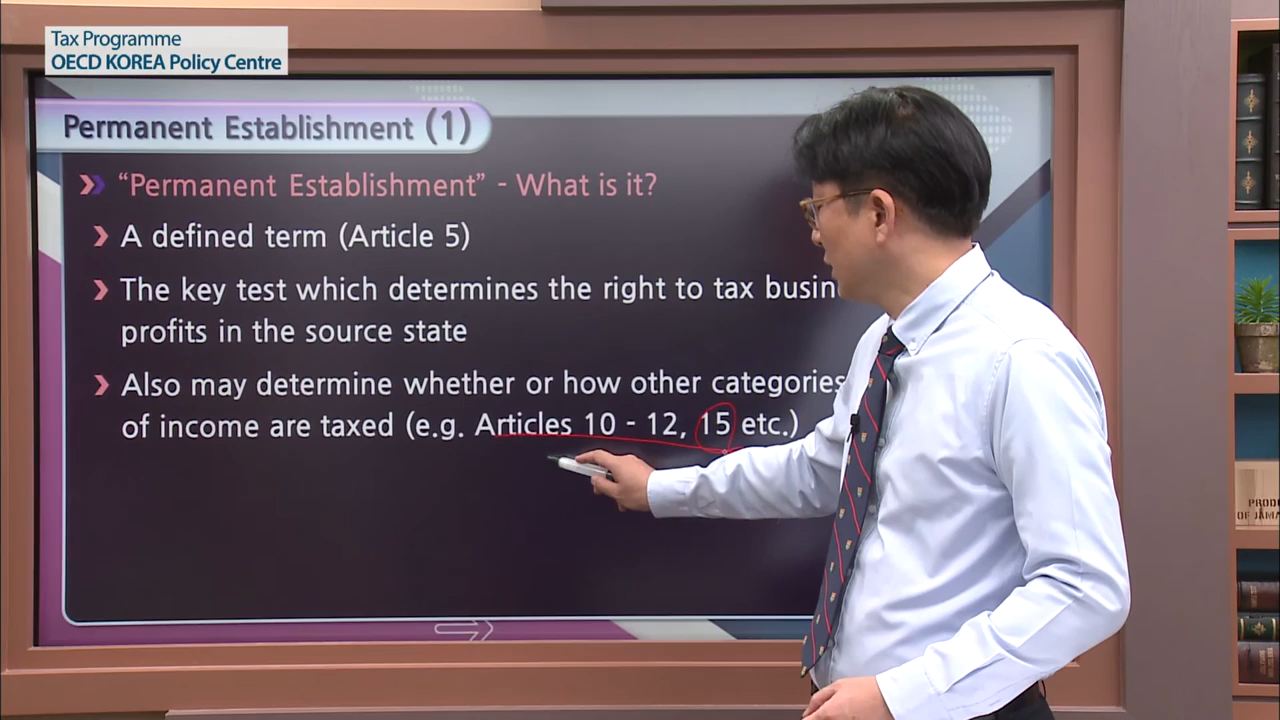 Tax Programme
OECD KOREA Policy Centre
Permanent Establishment (1)
“Permanent Establishment” - What is it?
A defined term (Article 5)
The key test which determines the right to tax
profits in the source state
Also may determine whether or how other categories
of income are taxed (e.g. Articles 10 - 12, 15 etc.)